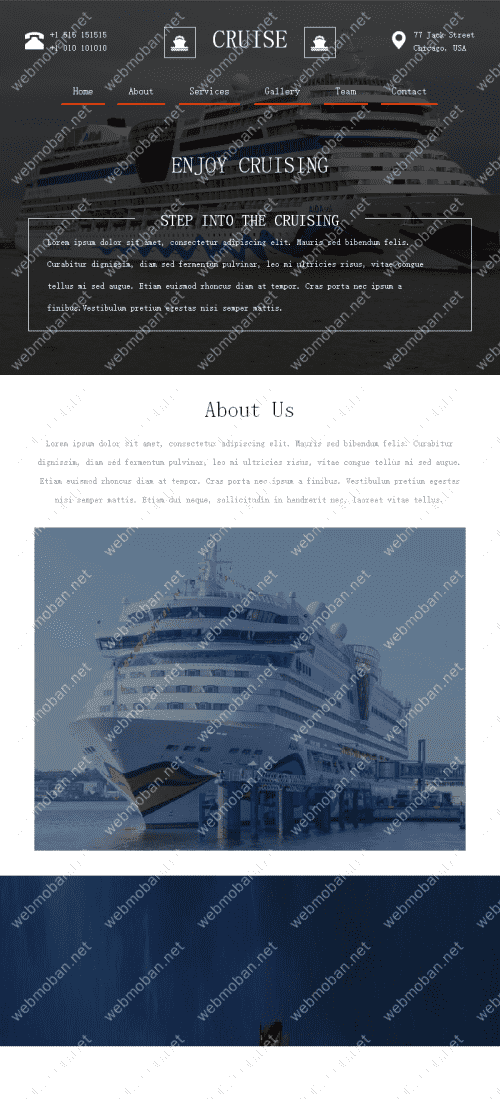 +1 515 151515
+1 010 101010
CRUISE
77 Jack Street
Chicago, USA
Home About Services Gallery Team Contact
ENJOY CRUISING
STEP INTO THE CRUISING
Lorem ipsum dolor sit amet, consectetur adipiscing elit. Mauris sed bibendum felis.
Curabitur dignissim, diam sed fermentum pulvinar, leo mi ultricies risus, vitae congue
tellus mi sed augue. Etiam euismod rhoncus diam at tempor. Cras porta nec ipsum a
finibus.Vestibulum pretium egestas nisi semper mattis.
About Us
Lorem ipsum dolor sit amet, consectetur adipiscing elit. Mauris sed bibendum felis. Curabitur
dignissim, diam sed fermentum pulvinar, leo mi ultricies risus, vitae congue tellus mi sed augue.
Etiam euismod rhoncus diam at tempor. Cras porta nec ipsum a finibus. Vestibulum pretium egestas
nisi semper mattis. Etiam dui neque, sollicitudin in hendrerit nec, laoreet vitae tellus.
webmoban.net